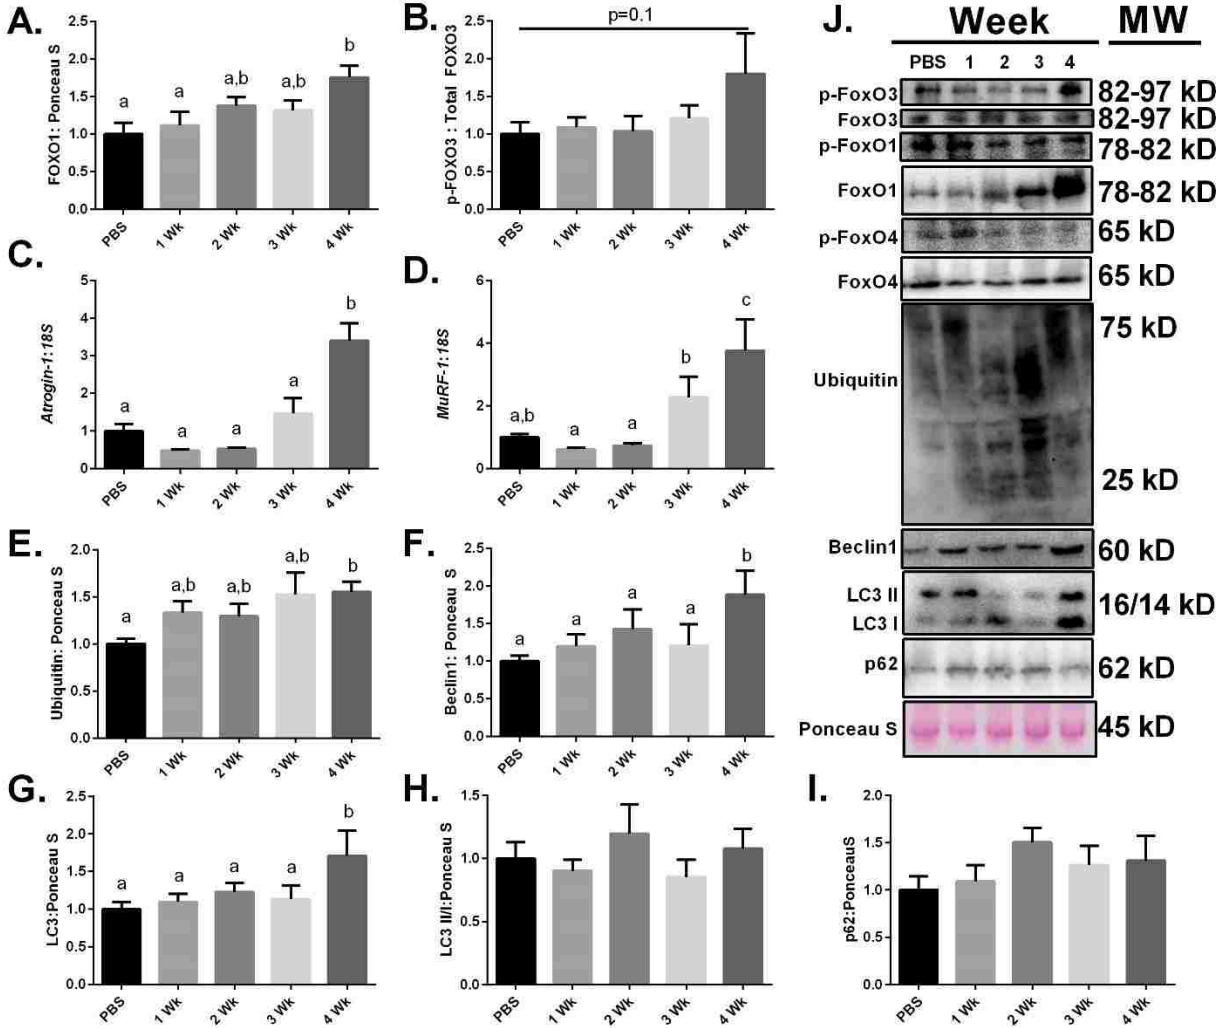 A.
FOXO1: Ponceau S
2.5
2.0
1.5
1.0
0.5
0.0
a
a
a,b
a,b
b
PBS
1 Wk
2 Wk
3 Wk
4 Wk
B.
p=0.1
p-FOXO3 : Total FOXO3
2.5
2.0
1.5
1.0
0.5
0.0
PBS
1 Wk
2 Wk
3 Wk
4 Wk
C.
Atrogin-1:18S
5
4
3
2
1
0
a
a
a
a
b
PBS
1 Wk
2 Wk
3 Wk
4 Wk
D.
MuRF-1:18S
6
4
2
0
a,b
a
a
b
c
PBS
1 Wk
2 Wk
3 Wk
4 Wk
E.
Ubiquitin: Ponceau S
2.0
1.5
1.0
0.5
0.0
a
a,b
a,b
a,b
b
PBS
1 Wk
2 Wk
3 Wk
4 Wk
F.
Beclin1: Ponceau S
2.5
2.0
1.5
1.0
0.5
0.0
a
a
a
a
b
PBS
1 Wk
2 Wk
3 Wk
4 Wk
G.
LC3:Ponceau S
2.5
2.0
1.5
1.0
0.5
0.0
a
a
a
a
b
PBS
1 Wk
2 Wk
3 Wk
4 Wk
H.
LC3 II/I:Ponceau S
1.5
1.0
0.5
0.0
PBS
1 Wk
2 Wk
3 Wk
4 Wk
I.
p62:PonceauS
2.0
1.5
1.0
0.5
0.0
PBS
1 Wk
2 Wk
3 Wk
4 Wk
J. Week MW
PBS 1 2 3 4
p-FoxO3 82-97 kD
FoxO3 82-97 kD
p-FoxO1 78-82 kD
FoxO1 78-82 kD
p-FoxO4 65 kD
FoxO4 65 kD
75 kD
Ubiquitin
25 kD
Beclin1 60 kD
LC3 II
16/14 kD
LC3 I
p62 62 kD
Ponceau S 45 kD